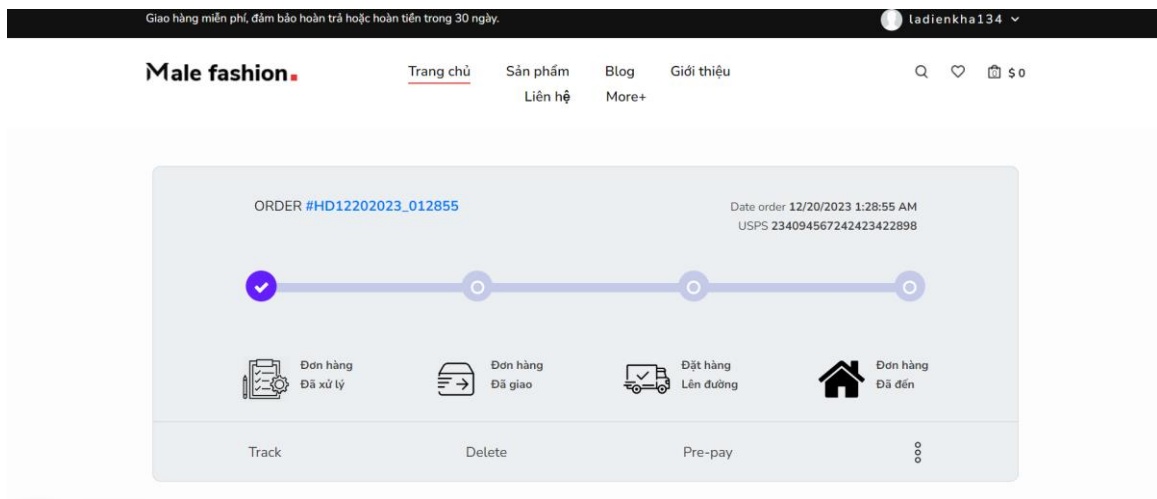 Giao hàng miễn phí, đảm bảo hoàn trả hoặc hoàn tiền trong 30 ngày.
ladienkha134
Male fashion.
Trang chủ Sản phẩm Blog Giới thiệu
Liên hệ More+
0
$ 0
ORDER #HD12202023_012855
Date order 12/20/2023 1:28:55 AM
USPS 234094567242423422898
Đơn hàng
Đã xử lý
Đơn hàng
Đã giao
Đặt hàng
Lên đường
Đơn hàng
Đã đến
Track Delete Pre-pay